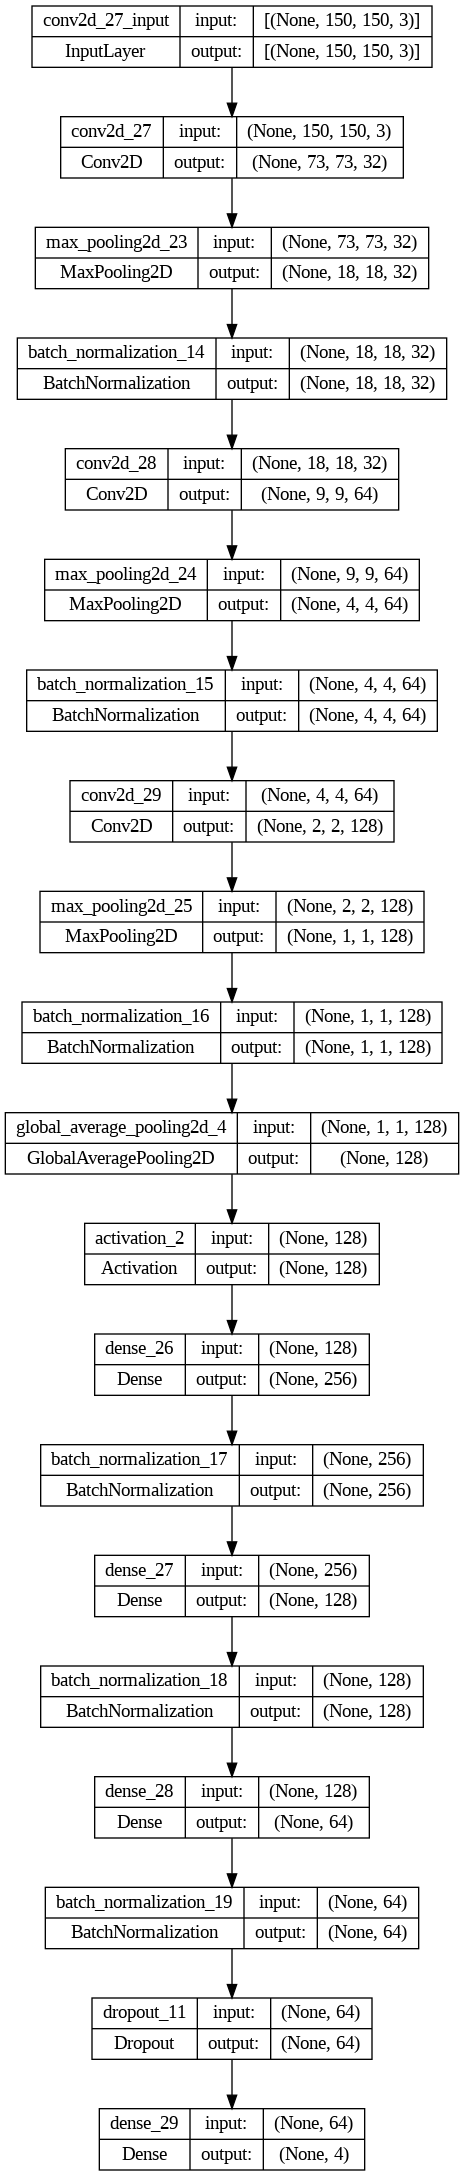 conv2d_27_input input: [(None, 150, 150, 3)]
InputLayer output: [(None, 150, 150, 3)]
conv2d_27 input: (None, 150, 150, 3)
Conv2D output: (None, 73, 73, 32)
max_pooling2d_23 input: (None, 73, 73, 32)
MaxPooling2D output: (None, 18, 18, 32)
batch_normalization_14 input: (None, 18, 18, 32)
BatchNormalization output: (None, 18, 18, 32)
conv2d_28 input: (None, 18, 18, 32)
Conv2D output: (None, 9, 9, 64)
max_pooling2d_24 input: (None, 9, 9, 64)
MaxPooling2D output: (None, 4, 4, 64)
batch_normalization_15 input: (None, 4, 4, 64)
BatchNormalization output: (None, 4, 4, 64)
conv2d_29 input: (None, 4, 4, 64)
Conv2D output: (None, 2, 2, 128)
max_pooling2d_25 input: (None, 2, 2, 128)
MaxPooling2D output: (None, 1, 1, 128)
batch_normalization_16 input: (None, 1, 1, 128)
BatchNormalization output: (None, 1, 1, 128)
global_average_pooling2d_4 input: (None, 1, 1, 128)
GlobalAveragePooling2D output: (None, 128)
activation_2 input: (None, 128)
Activation output: (None, 128)
dense_26 input: (None, 128)
Dense output: (None, 256)
batch_normalization_17 input: (None, 256)
BatchNormalization output: (None, 256)
dense_27 input: (None, 256)
Dense output: (None, 128)
batch_normalization_18 input: (None, 128)
BatchNormalization output: (None, 128)
dense_28 input: (None, 128)
Dense output: (None, 64)
batch_normalization_19 input: (None, 64)
BatchNormalization output: (None, 64)
dropout_11 input: (None, 64)
Dropout output: (None, 64)
dense_29 input: (None, 64)
Dense output: (None, 4)